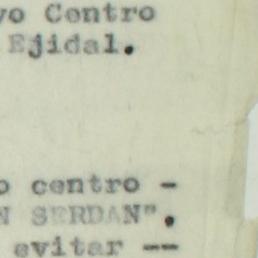 vo Centro
Ejidal.
o centro -
N SERDAN".
evitar --